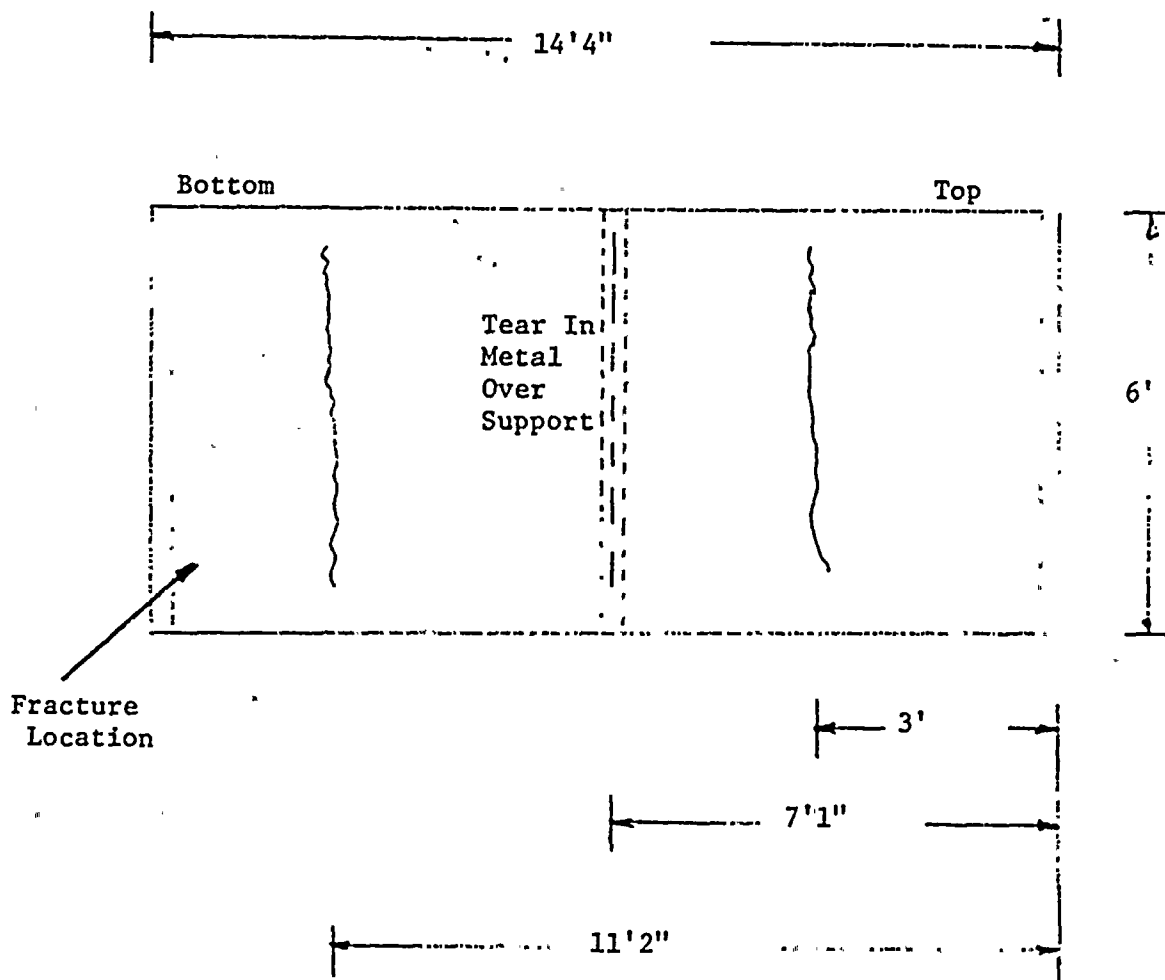 14'4"
Bottom
Top
Tear In
Metal
Over
Support
6'
Fracture
Location
3'
7'1"
11'2"